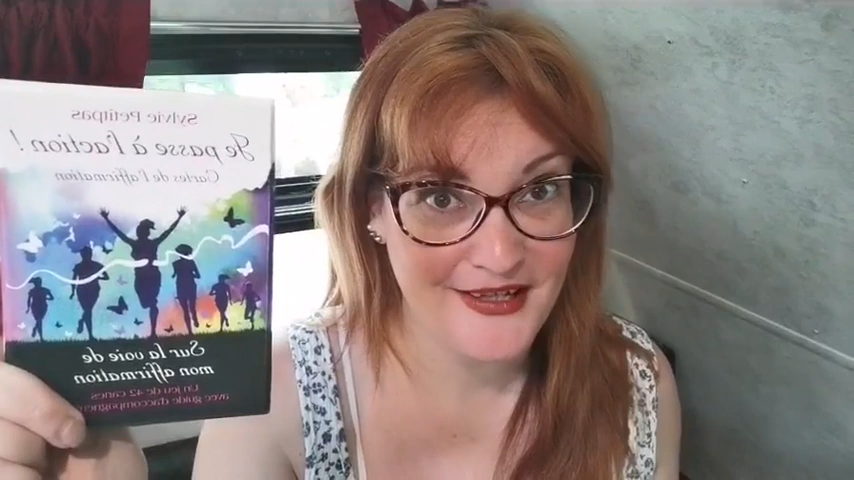 Sylvie Petitpas
Je passe à l'action !
Cartes de l'affirmation
Sur la voie de
mon affirmation
Un jeu de 42 cartes
avec guide d'accompagnement